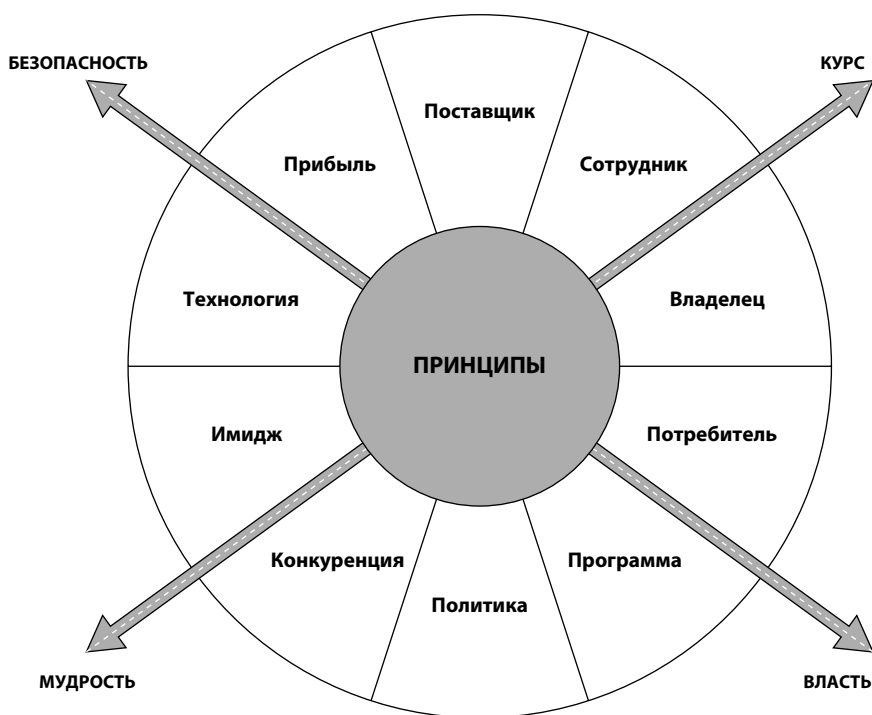 БЕЗОПАСНОСТЬ
КУРС
Поставщик
Прибыль
Сотрудник
Технология
Владелец
ПРИНЦИПЫ
Имидж
Потребитель
Конкуренция
Программа
Политика
МУДРОСТЬ
ВЛАСТЬ